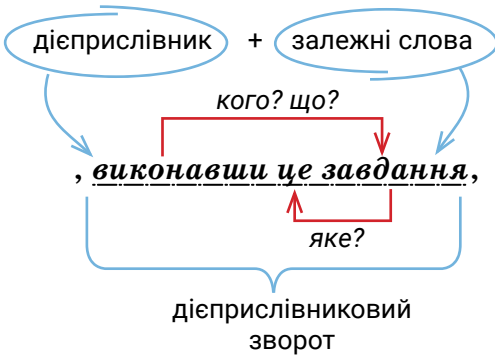 дієприслівник + залежні слова
кого? що?
, виконавши це завдання,
яке?
дієприслівниковий
зворот